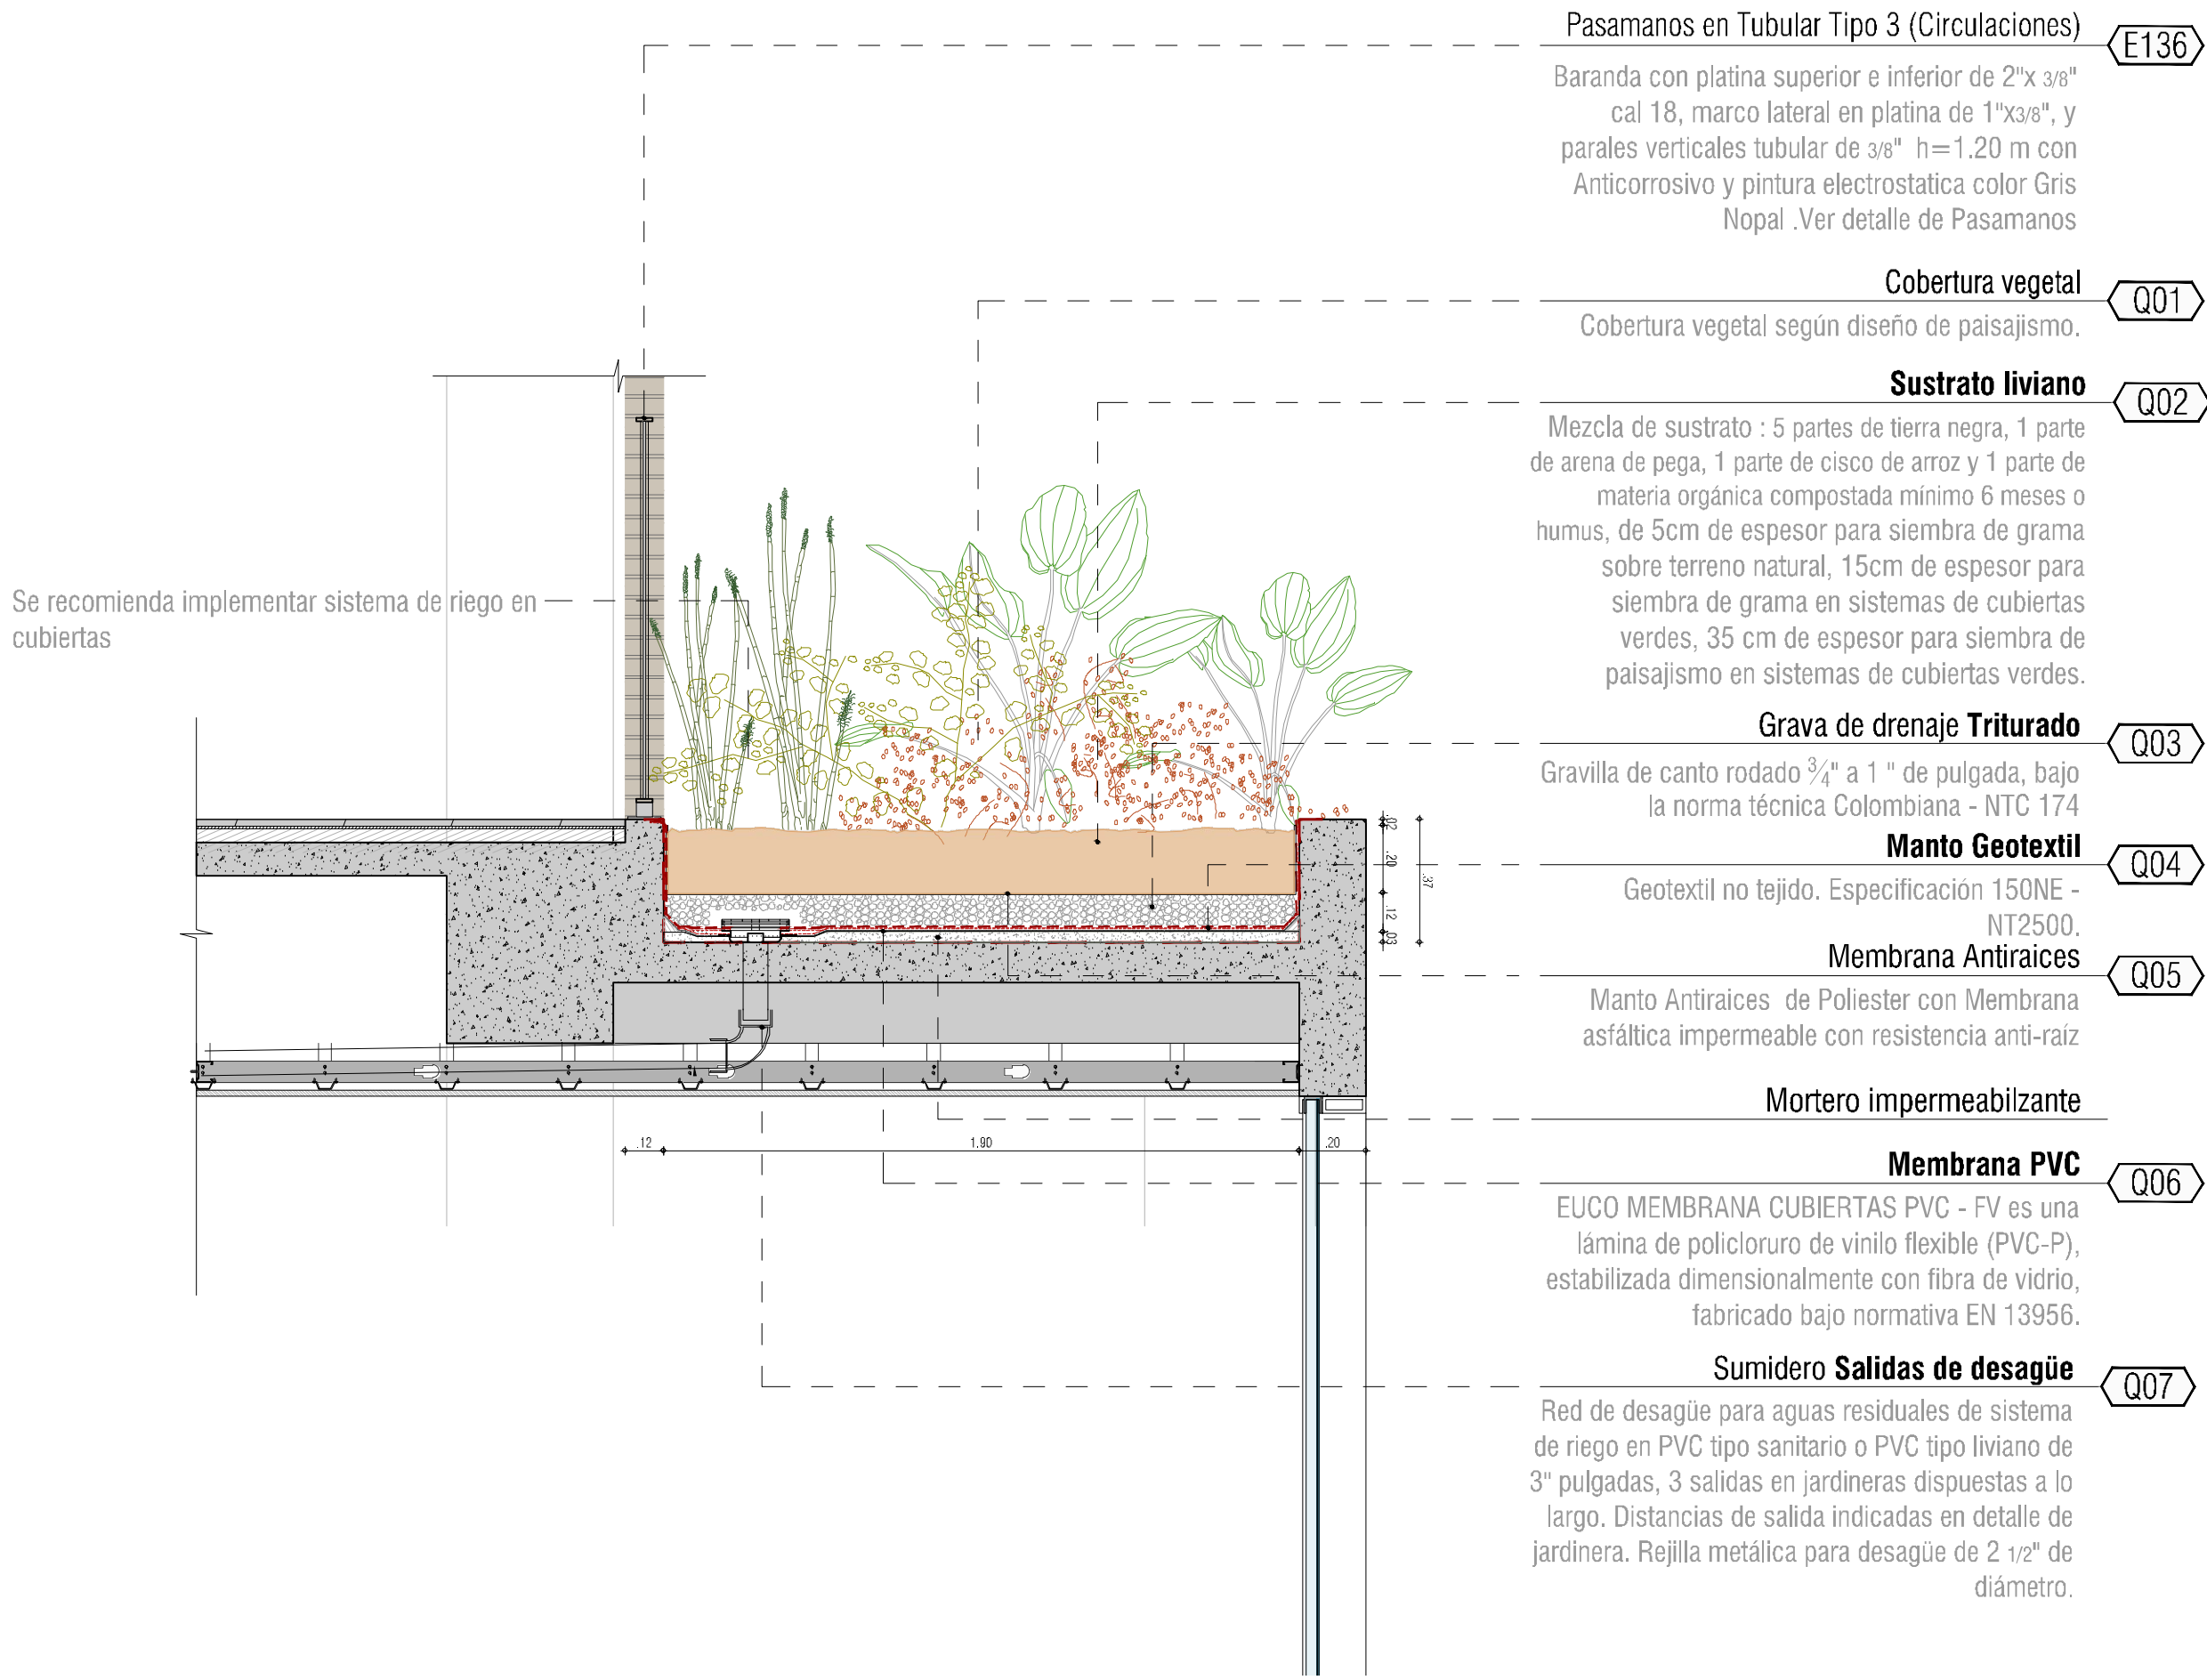 Pasamanos en Tubular Tipo 3 (Circulaciones)
E136
Baranda con platina superior e inferior de 2"x 3/8"
cal 18, marco lateral en platina de 1"x3/8", y
parales verticales tubular de 3/8" h=1.20 m con
Anticorrosivo y pintura electrostatica color Gris
Nopal .Ver detalle de Pasamanos
Cobertura vegetal
Q01
Cobertura vegetal según diseño de paisajismo.
Sustrato liviano
Q02
Mezcla de sustrato : 5 partes de tierra negra, 1 parte
de arena de pega, 1 parte de cisco de arroz y 1 parte de
materia orgánica compostada mínimo 6 meses o
humus, de 5cm de espesor para siembra de grama
sobre terreno natural, 15cm de espesor para
siembra de grama en sistemas de cubiertas
verdes, 35 cm de espesor para siembra de
paisajismo en sistemas de cubiertas verdes.
Se recomienda implementar sistema de riego en
cubiertas
Grava de drenaje Triturado
Q03
Gravilla de canto rodado ¾" a 1 " de pulgada, bajo
la norma técnica Colombiana - NTC 174
Manto Geotextil
Q04
Geotextil no tejido. Especificación 150NE -
NT2500.
Membrana Antiraices
Q05
Manto Antiraices de Poliester con Membrana
asfáltica impermeable con resistencia anti-raíz
Mortero impermeabilzante
Membrana PVC
Q06
EUCO MEMBRANA CUBIERTAS PVC - FV es una
lámina de policloruro de vinilo flexible (PVC-P),
estabilizada dimensionalmente con fibra de vidrio,
fabricado bajo normativa EN 13956.
Sumidero Salidas de desagüe
Q07
Red de desagüe para aguas residuales de sistema
de riego en PVC tipo sanitario o PVC tipo liviano de
3" pulgadas, 3 salidas en jardineras dispuestas a lo
largo. Distancias de salida indicadas en detalle de
jardinera. Rejilla metálica para desagüe de 2 1/2" de
diámetro.
.02
.20
.12
.03
.37
.12
1.90
.20